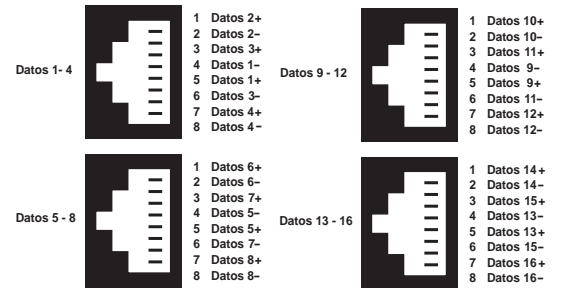 Datos 1- 4
1 Datos 2+
2 Datos 2–
3 Datos 3+
4 Datos 1–
5 Datos 1+
6 Datos 3–
7 Datos 4+
8 Datos 4–
Datos 9 - 12
1 Datos 10+
2 Datos 10–
3 Datos 11+
4 Datos 9–
5 Datos 9+
6 Datos 11–
7 Datos 12+
8 Datos 12–
Datos 5 - 8
1 Datos 6+
2 Datos 6–
3 Datos 7+
4 Datos 5–
5 Datos 5+
6 Datos 7–
7 Datos 8+
8 Datos 8–
Datos 13 - 16
1 Datos 14+
2 Datos 14–
3 Datos 15+
4 Datos 13–
5 Datos 13+
6 Datos 15–
7 Datos 16+
8 Datos 16–